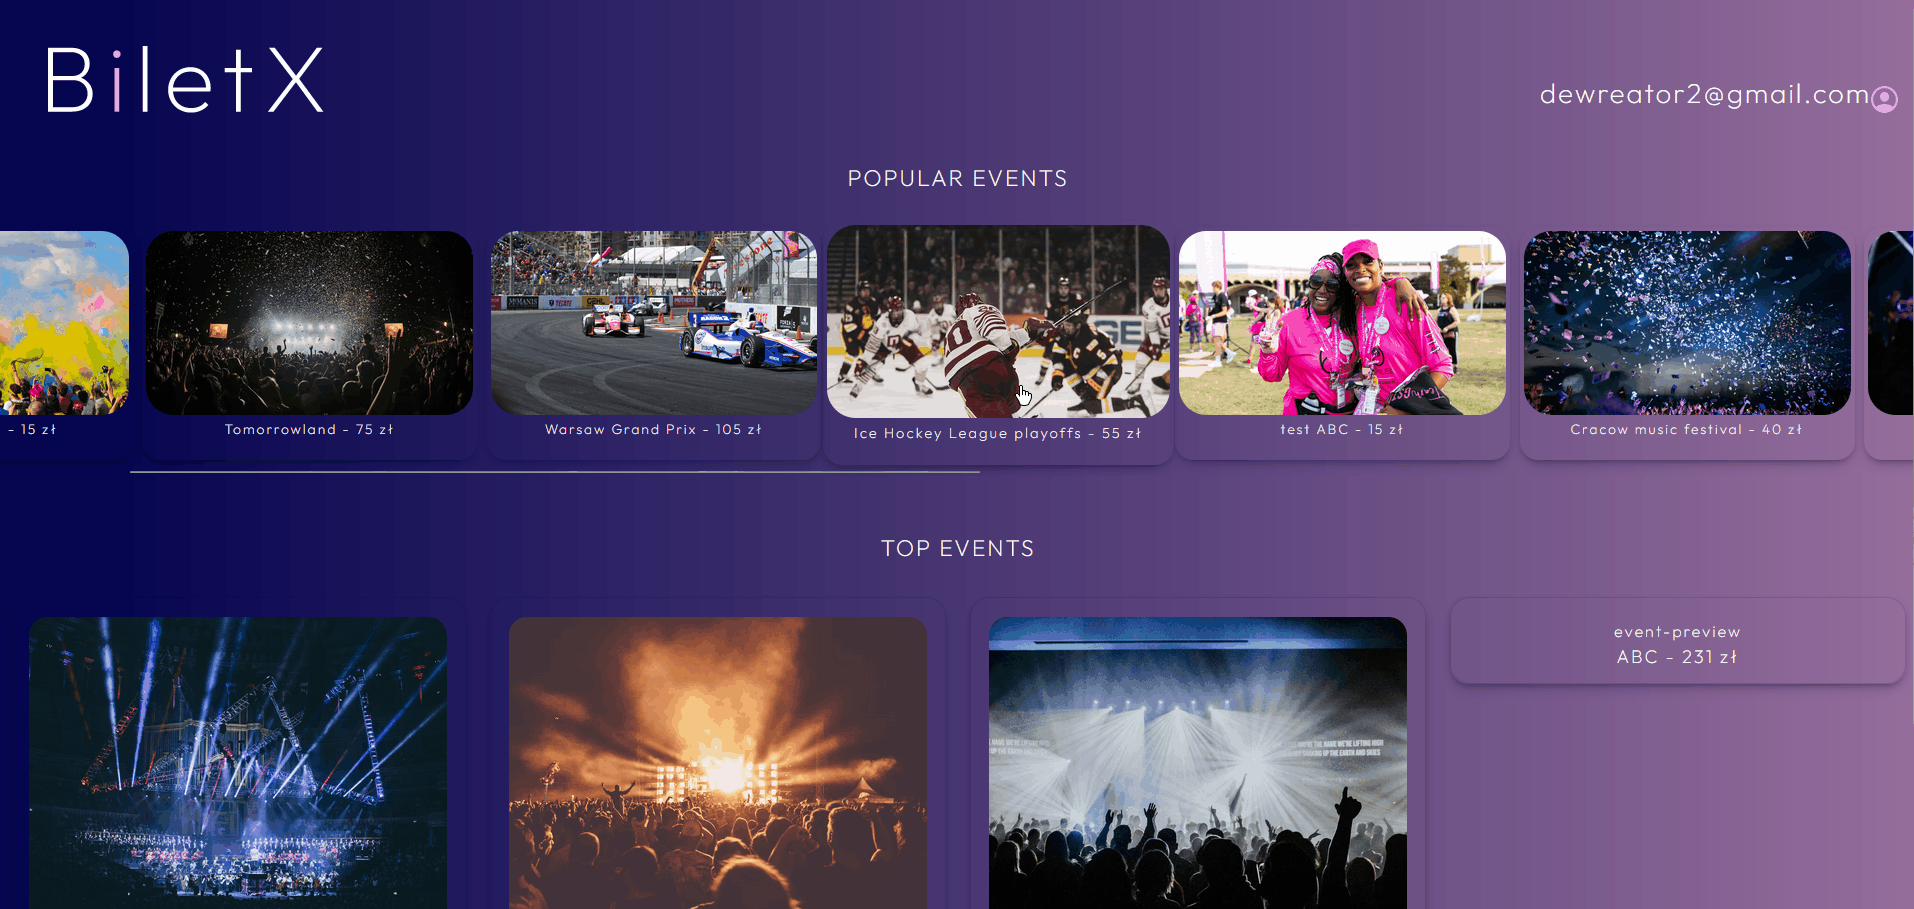 BiletX
dewreator2@gmail.com
POPULAR EVENTS
- 15 zł
Tomorrowland - 75 zł
Warsaw Grand Prix - 105 zł
Ice Hockey League playoffs - 55 zł
test ABC - 15 zł
Cracow music festival - 40 zł
TOP EVENTS
event-preview
ABC - 231 zł